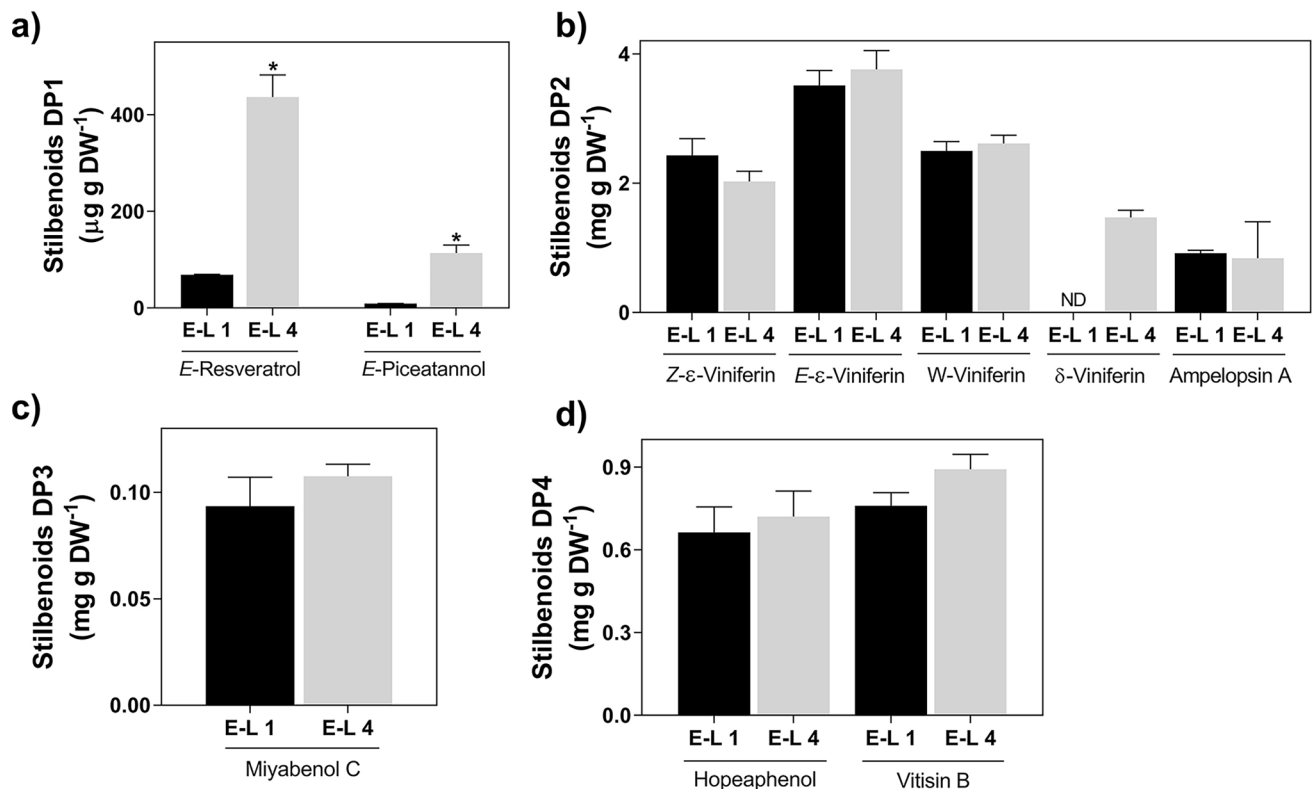 a)
Stilbenoids DP1
(µg g DW⁻¹)
400
200
0
*
*
E-L 1 E-L 4 E-L 1 E-L 4
E-Resveratrol E-Piceatannol
b)
Stilbenoids DP2
(mg g DW⁻¹)
4
2
0
ND
E-L 1 E-L 4 E-L 1 E-L 4 E-L 1 E-L 4 E-L 1 E-L 4 E-L 1 E-L 4
Z-ε-Viniferin E-ε-Viniferin W-Viniferin δ-Viniferin Ampelopsin A
c)
Stilbenoids DP3
(mg g DW⁻¹)
0.10
0.05
0.00
E-L 1 E-L 4
Miyabenol C
d)
Stilbenoids DP4
(mg g DW⁻¹)
0.9
0.6
0.3
0.0
E-L 1 E-L 4 E-L 1 E-L 4
Hopeaphenol Vitisin B